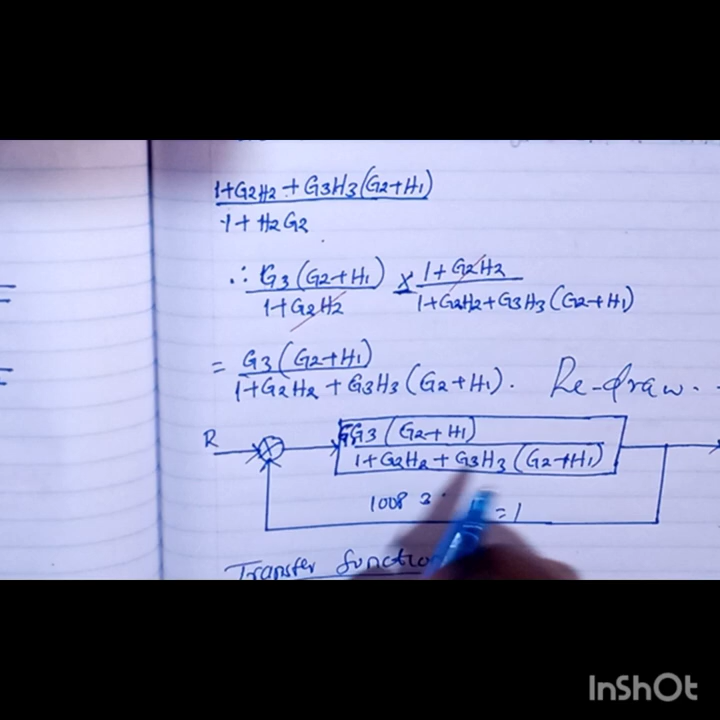 1+G2H2 + G3H3(G2+H1)
1 + H2G2
∴ G3(G2+H1) × 1+G2H2
1+G2H2 1+G2H2+G3H3(G2+H1)
= G3(G2+H1)
1+G2H2 + G3H3(G2+H1). Re-draw.
R G3(G2+H1)
1+G2H2+G3H3(G2+H1)
loop 3 =1
Transfer function
InShOt